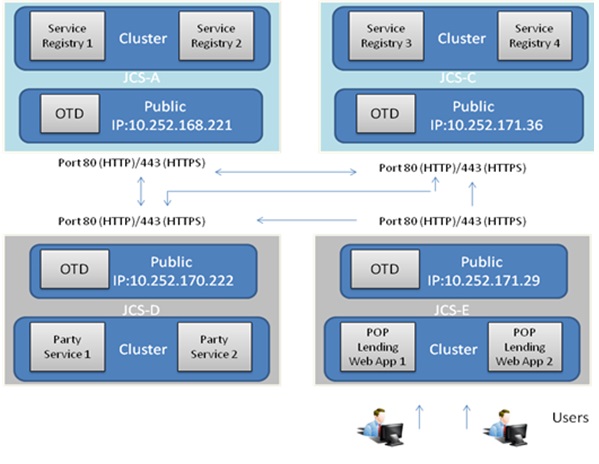 Service Registry 1
Cluster
Service Registry 2
JCS-A
OTD
Public
IP:10.252.168.221
Service Registry 3
Cluster
Service Registry 4
JCS-C
OTD
Public
IP:10.252.171.36
Port 80 (HTTP)/443 (HTTPS)
Port 80 (HTTP)/443 (HTTPS)
Port 80 (HTTP)/443 (HTTPS)
Port 80 (HTTP)/443 (HTTPS)
OTD
Public
IP:10.252.170.222
JCS-D
Party Service 1
Cluster
Party Service 2
OTD
Public
IP:10.252.171.29
JCS-E
POP Lending Web App 1
Cluster
POP Lending Web App 2
Users